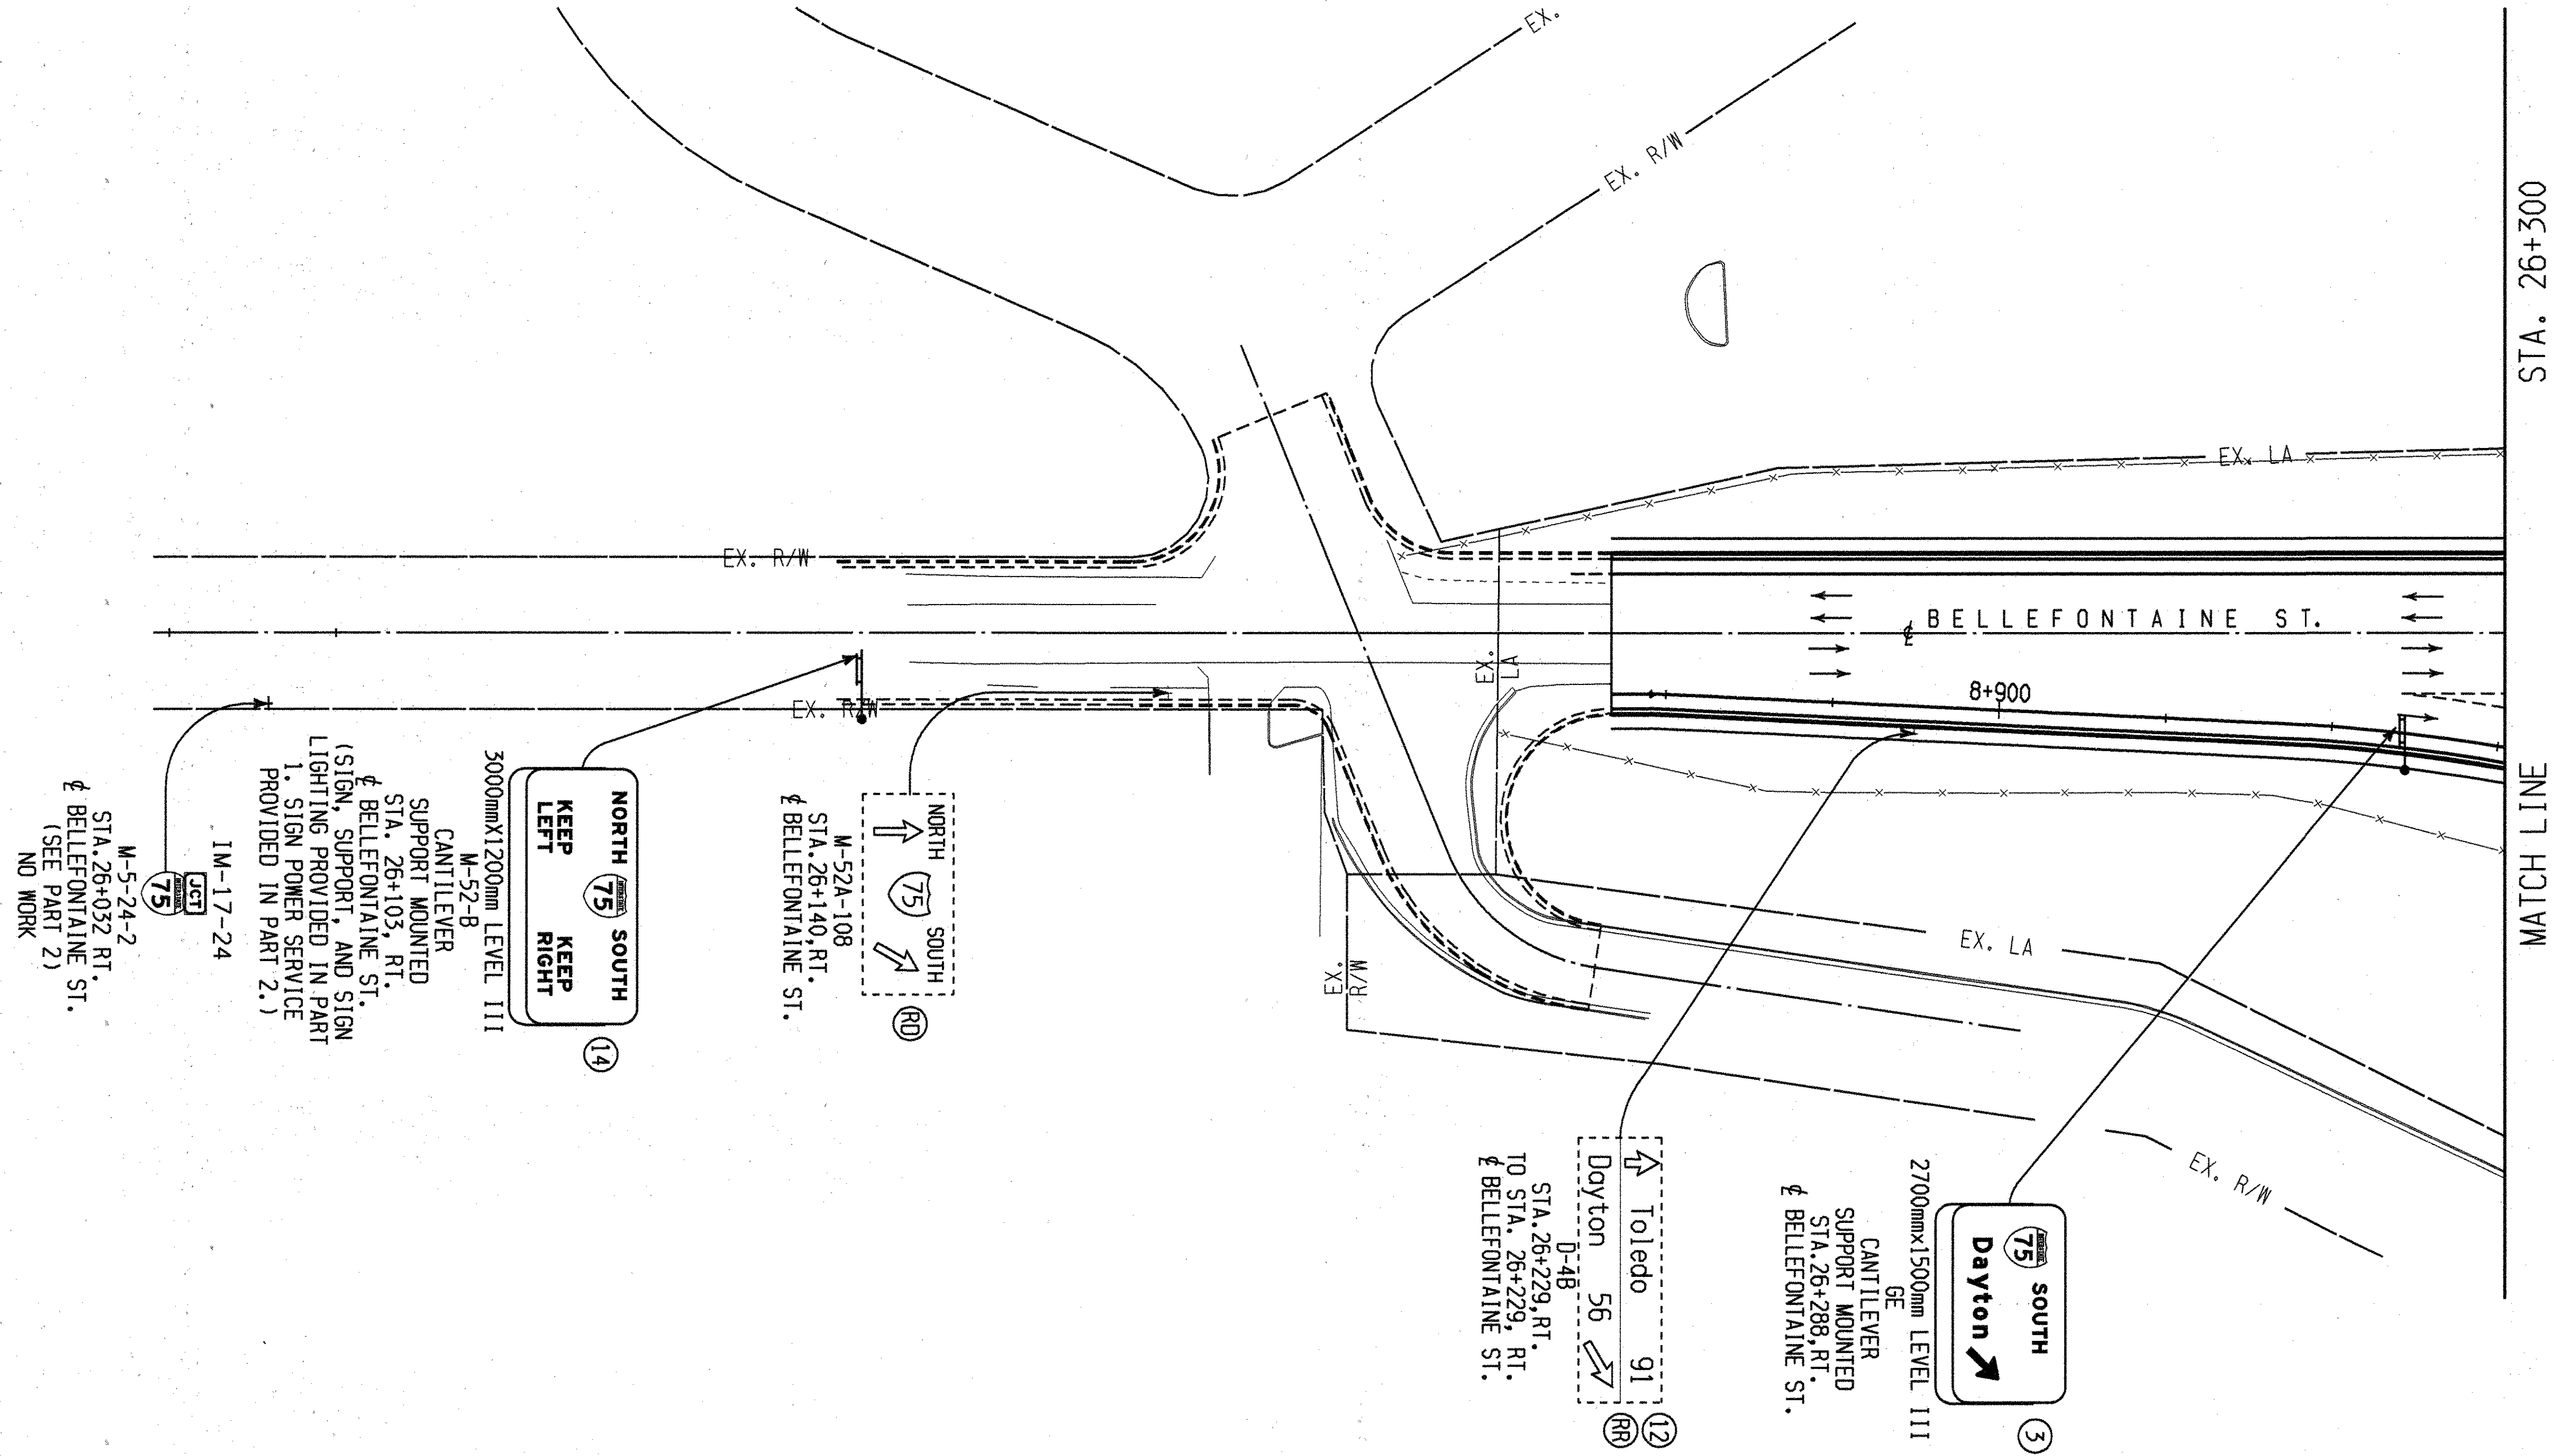 EX.
EX. R/W
STA. 26+300
EX. LA
EX. R/W
BELLEFONTAINE ST.
℄
EX.
LA
8+900
EX. R/W
MATCH LINE
EX. LA
EX.
R/W
EX. R/W
INTERSTATE
75 SOUTH
Dayton
3
2700mmx1500mm LEVEL III
GE
CANTILEVER
SUPPORT MOUNTED
STA.26+288,RT.
℄ BELLEFONTAINE ST.
Toledo 91
Dayton 56
12
RR
D-4B
STA.26+229,RT.
TO STA. 26+229, RT.
℄ BELLEFONTAINE ST.
NORTH 75 SOUTH
RD
M-52A-108
STA.26+140,RT.
℄ BELLEFONTAINE ST.
NORTH INTERSTATE 75 SOUTH
KEEP KEEP
LEFT RIGHT
14
3000mmX1200mm LEVEL III
M-52-B
CANTILEVER
SUPPORT MOUNTED
STA. 26+103, RT.
℄ BELLEFONTAINE ST.
(SIGN, SUPPORT, AND SIGN
LIGHTING PROVIDED IN PART
1. SIGN POWER SERVICE
PROVIDED IN PART 2.)
IM-17-24
JCT
INTERSTATE
75
M-5-24-2
STA.26+032 RT.
℄ BELLEFONTAINE ST.
(SEE PART 2)
NO WORK